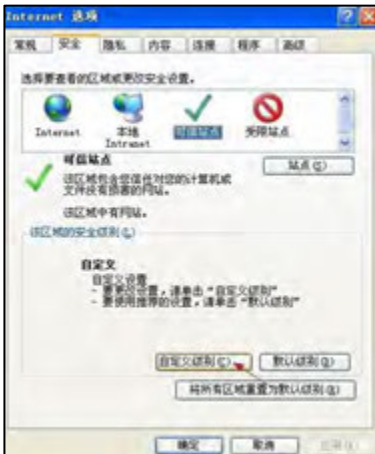 Internet 选项
常规 安全 隐私 内容 连接 程序 高级
选择要查看的区域或更改安全设置。
Internet 本地 Intranet 可信站点 受限站点
可信站点
站点(S)
该区域包含您信任对您的计算机或
文件没有损害的网站。
该区域中有网站。
该区域的安全级别(L)
自定义
自定义设置
- 要更改设置，请单击“自定义级别”
- 要使用推荐的设置，请单击“默认级别”
自定义级别(C)... 默认级别(D)
将所有区域重置为默认级别(R)
确定 取消 应用(A)